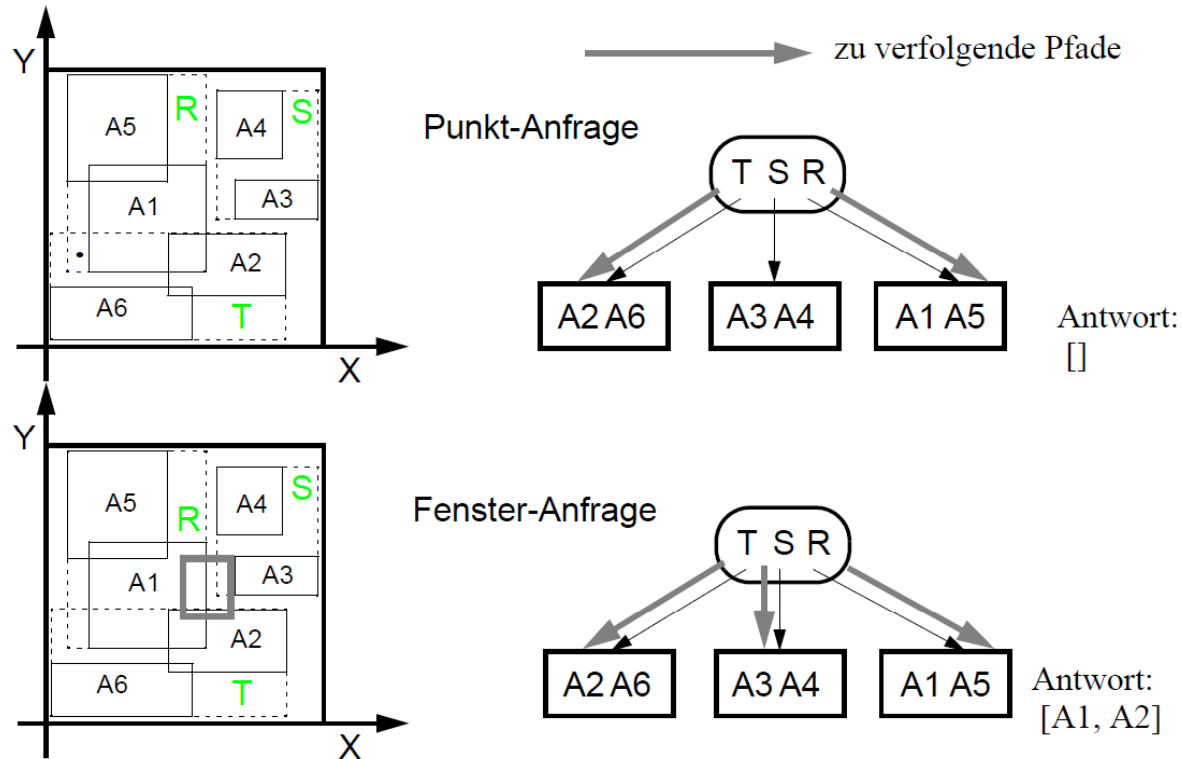 zu verfolgende Pfade
Y
A5
R
A4
S
Punkt-Anfrage
T S R
A1
A3
A2
A6
T
A2 A6
A3 A4
A1 A5
Antwort:
[]
X
Y
A5
R
A4
S
Fenster-Anfrage
T S R
A1
A3
A2
A6
T
A2 A6
A3 A4
A1 A5
Antwort:
[A1, A2]
X